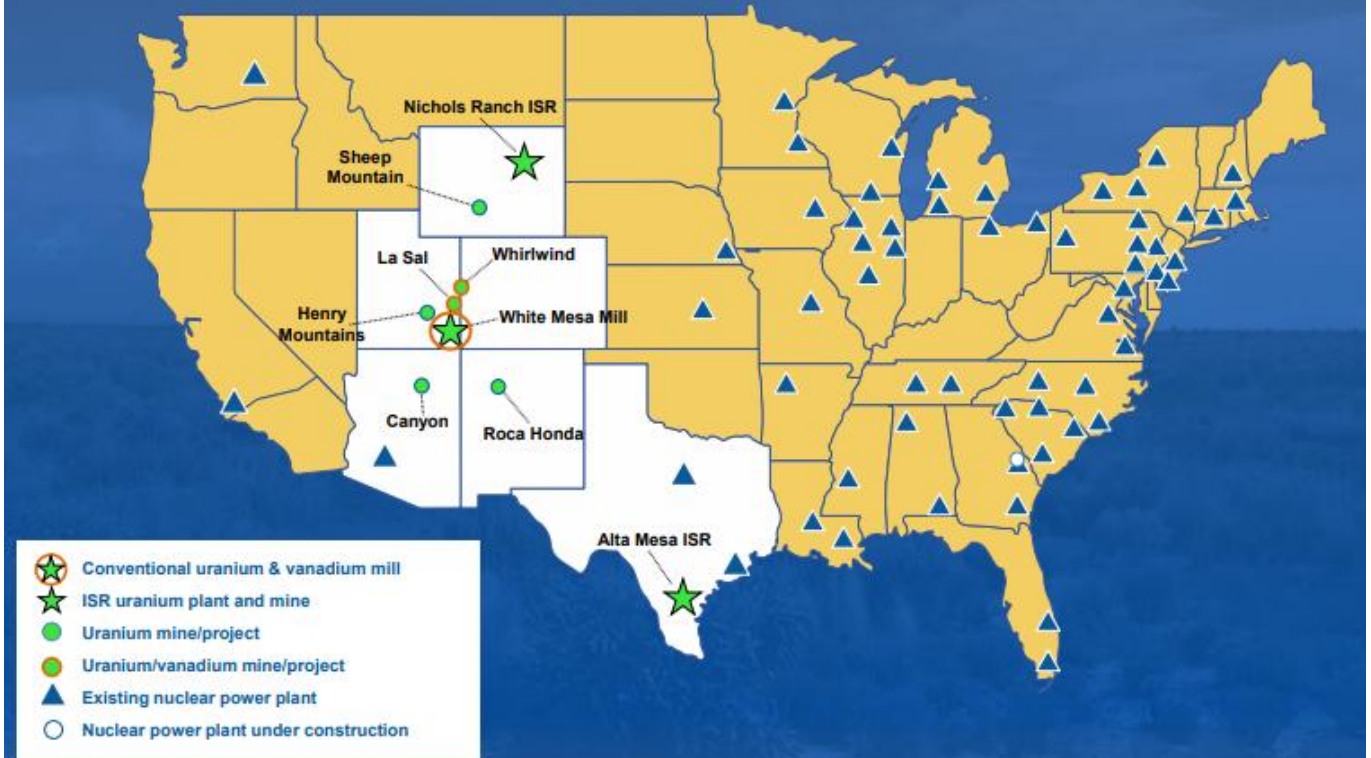 Nichols Ranch ISR
Sheep
Mountain
La Sal
Whirlwind
Henry
Mountains
White Mesa Mill
Canyon
Roca Honda
Alta Mesa ISR
Conventional uranium & vanadium mill
ISR uranium plant and mine
Uranium mine/project
Uranium/vanadium mine/project
Existing nuclear power plant
Nuclear power plant under construction